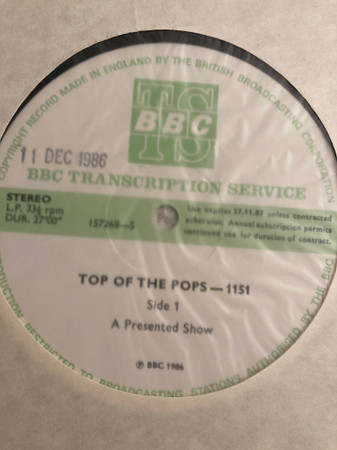 COPYRIGHT RECORD MADE IN ENGLAND BY THE BRITISH BROADCASTING CORPORATION
TS
BBC
11 DEC 1986
BBC TRANSCRIPTION SERVICE
STEREO
L.P. 33⅓ rpm
DUR. 27'00"
157268—S
Use expires 27.11.87 unless contracted
otherwise. Annual subscription permits
continued use for duration of contract.
TOP OF THE POPS — 1151
Side 1
A Presented Show
℗ BBC 1986
RESTRICTED TO BROADCASTING STATIONS AUTHORISED BY THE BBC